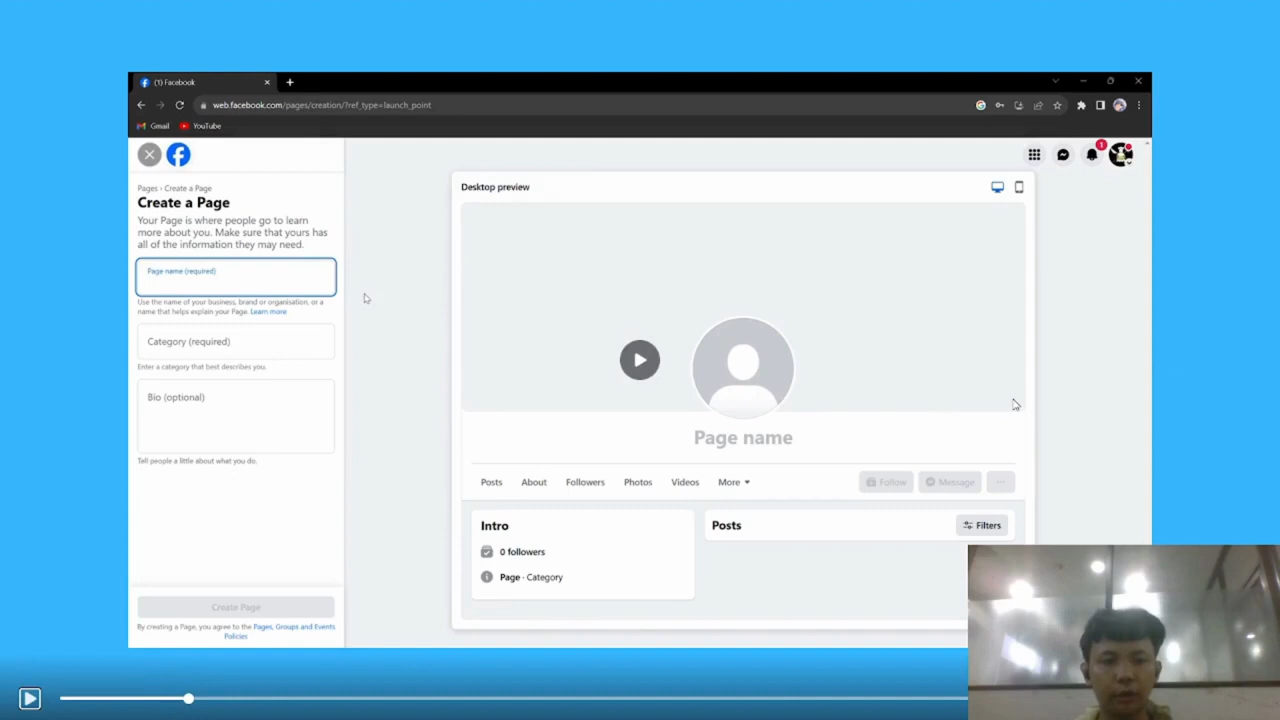 (1) Facebook
web.facebook.com/pages/creation/?ref_type=launch_point
Gmail YouTube
1
Pages › Create a Page
Create a Page
Your Page is where people go to learn
more about you. Make sure that yours has
all of the information they may need.
Page name (required)
Use the name of your business, brand or organisation, or a
name that helps explain your Page. Learn more
Category (required)
Enter a category that best describes you.
Bio (optional)
Tell people a little about what you do.
Create Page
By creating a Page, you agree to the Pages, Groups and Events
Policies
Desktop preview
Page name
Posts About Followers Photos Videos More
Follow Message
Intro
0 followers
Page · Category
Posts
Filters